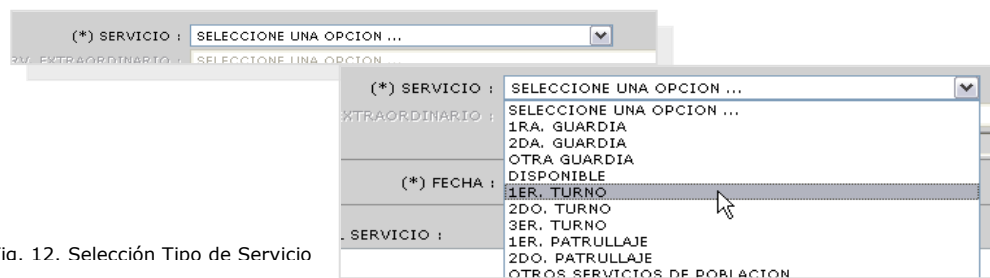 (*) SERVICIO : SELECCIONE UNA OPCION ...
RV. EXTRAORDINARIO : SELECCIONE UNA OPCION ...
(*) SERVICIO : SELECCIONE UNA OPCION ...
XTRAORDINARIO :
SELECCIONE UNA OPCION ...
1RA. GUARDIA
2DA. GUARDIA
OTRA GUARDIA
(*) FECHA :
DISPONIBLE
1ER. TURNO
2DO. TURNO
3ER. TURNO
. SERVICIO :
1ER. PATRULLAJE
2DO. PATRULLAJE
OTROS SERVICIOS DE POBLACION
ig. 12. Selección Tipo de Servicio